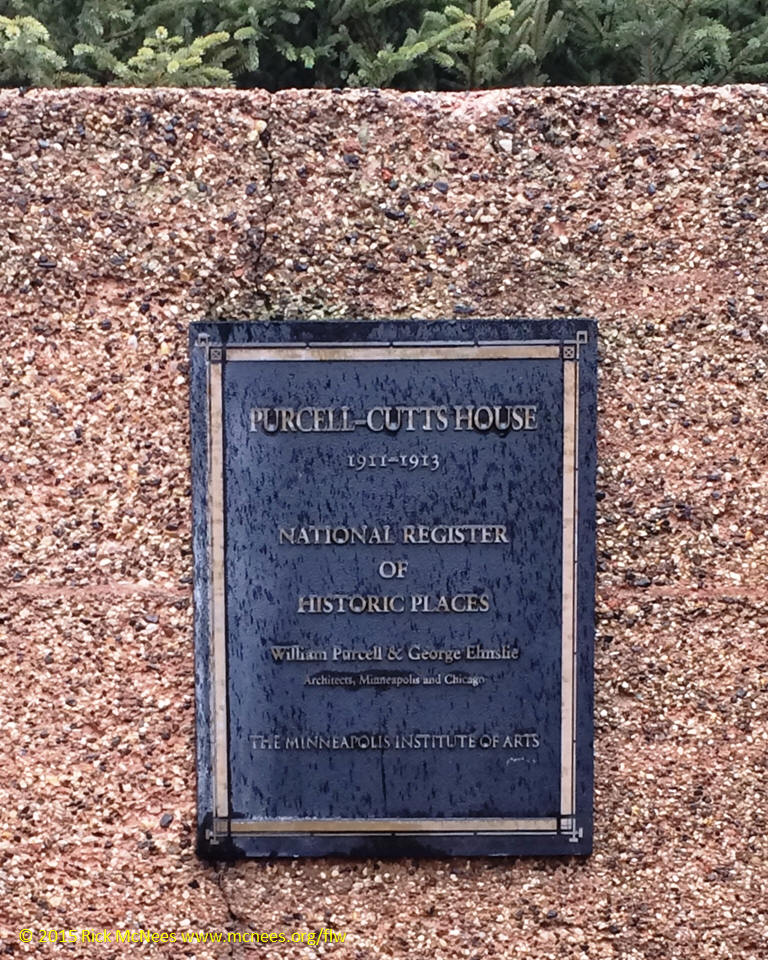 PURCELL–CUTTS HOUSE
1911–1913
NATIONAL REGISTER
OF
HISTORIC PLACES
William Purcell & George Elmslie
Architects, Minneapolis and Chicago
THE MINNEAPOLIS INSTITUTE OF ARTS
© 2015 Rick McNees www.mcnees.org/flw